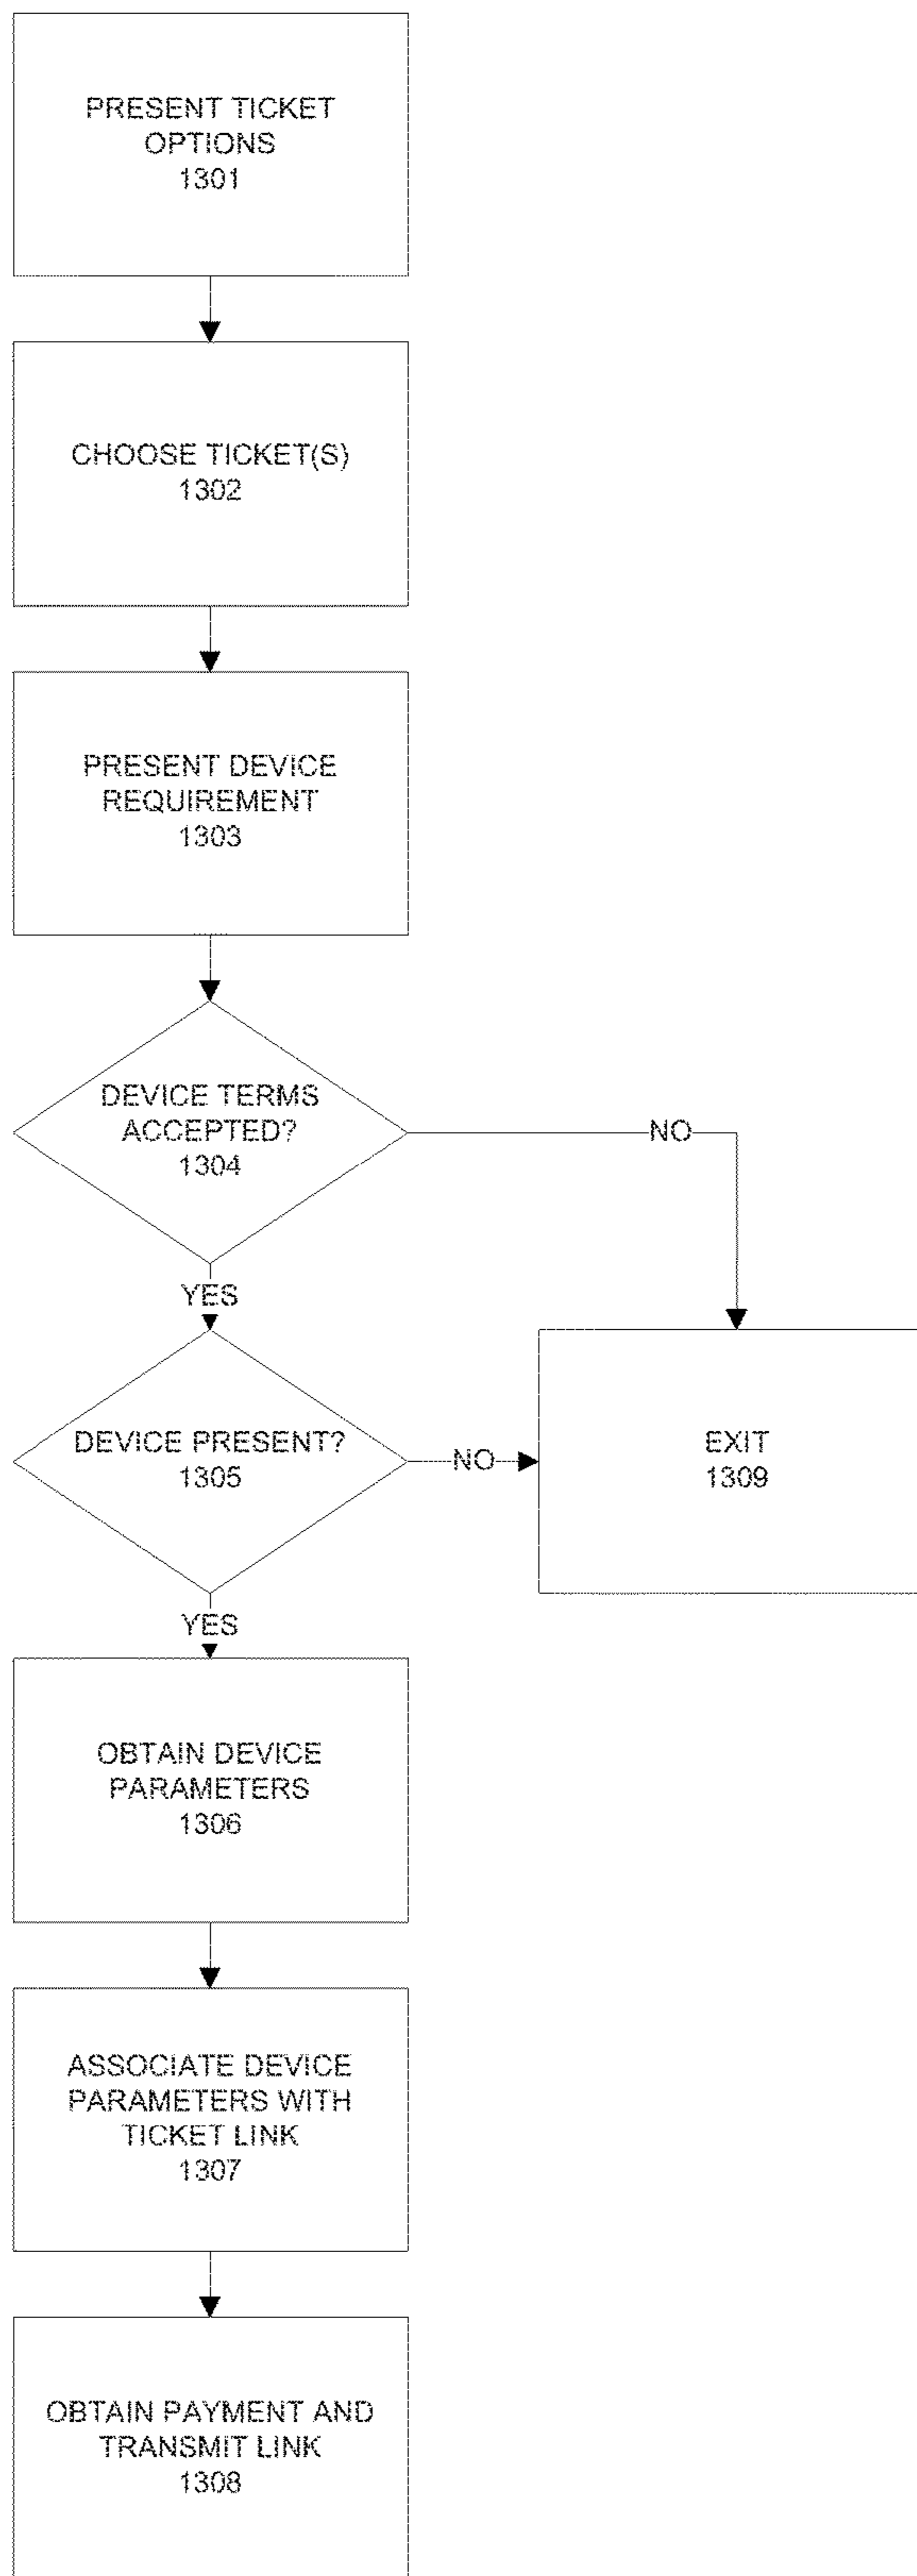 PRESENT TICKET
OPTIONS
1301
CHOOSE TICKET(S)
1302
PRESENT DEVICE
REQUIREMENT
1303
DEVICE TERMS
ACCEPTED?
1304
NO
YES
DEVICE PRESENT?
1305
NO
EXIT
1309
YES
OBTAIN DEVICE
PARAMETERS
1306
ASSOCIATE DEVICE
PARAMETERS WITH
TICKET LINK
1307
OBTAIN PAYMENT AND
TRANSMIT LINK
1308